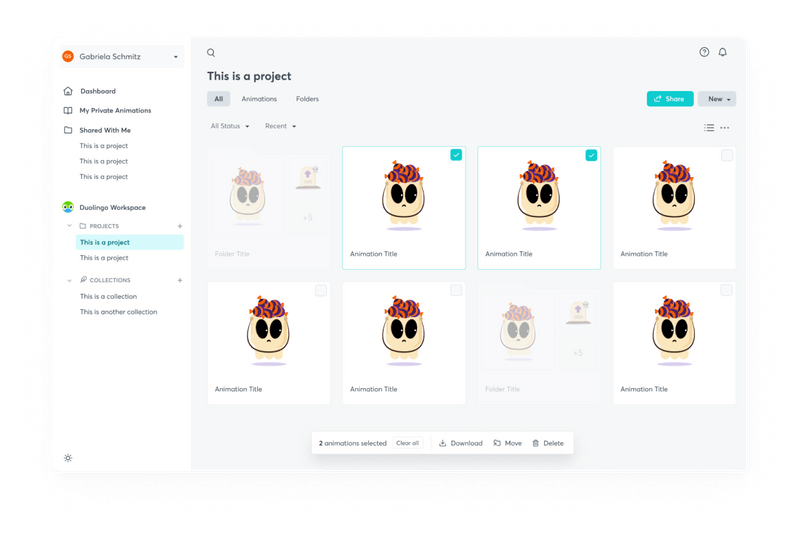 GS Gabriela Schmitz
Dashboard
My Private Animations
Shared With Me
This is a project
This is a project
This is a project
Duolingo Workspace
PROJECTS
This is a project
This is a project
COLLECTIONS
This is a collection
This is another collection
This is a project
All Animations Folders
Share New
All Status Recent
+5
Folder Title Animation Title Animation Title Animation Title
+5
Animation Title Animation Title Folder Title Animation Title
2 animations selected Clear all Download Move Delete